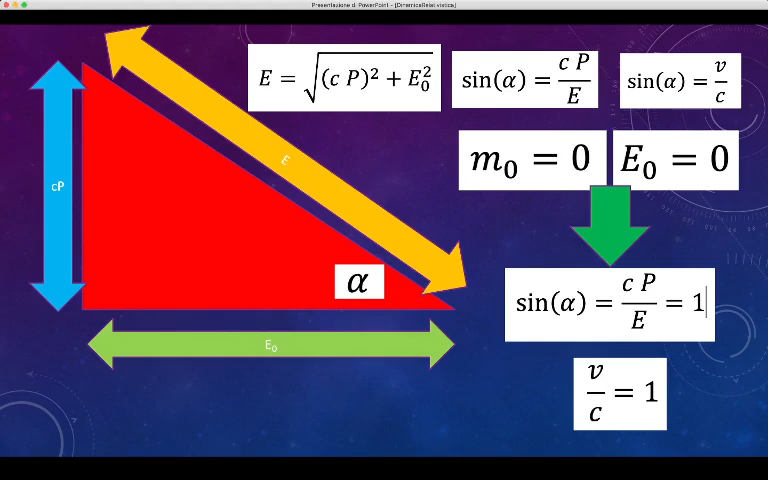 Presentazione di PowerPoint - [DinamicaRelativistica]
E = √(c P)² + E₀²
sin(α) = c P / E
sin(α) = v / c
m₀ = 0
E₀ = 0
E
cP
α
sin(α) = c P / E = 1
E₀
v / c = 1